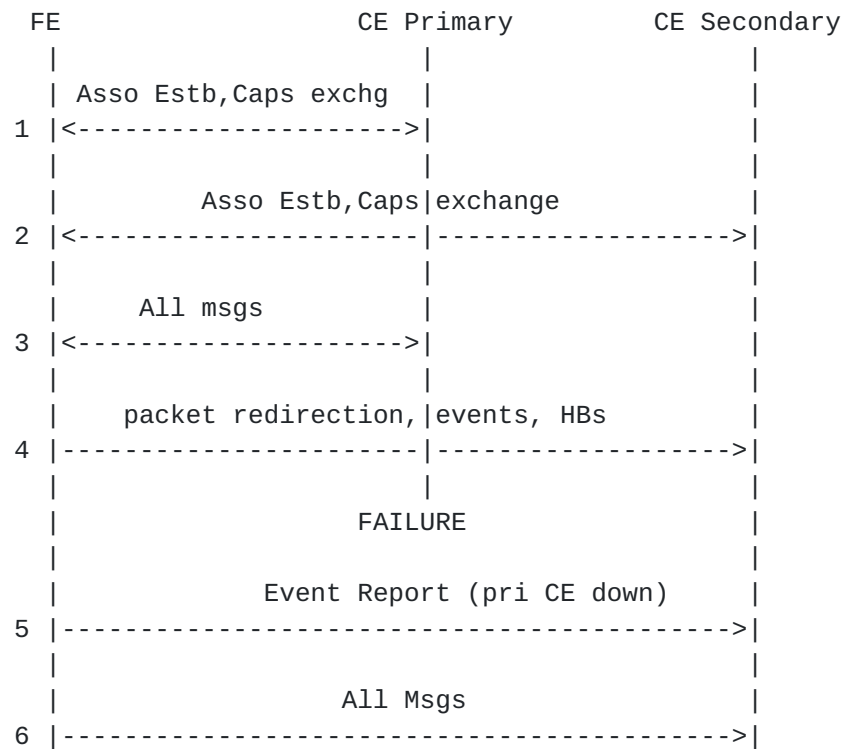 FE CE Primary CE Secondary
Asso Estb,Caps exchg
1
Asso Estb,Caps exchange
2
All msgs
3
packet redirection, events, HBs
4
FAILURE
Event Report (pri CE down)
5
All Msgs
6